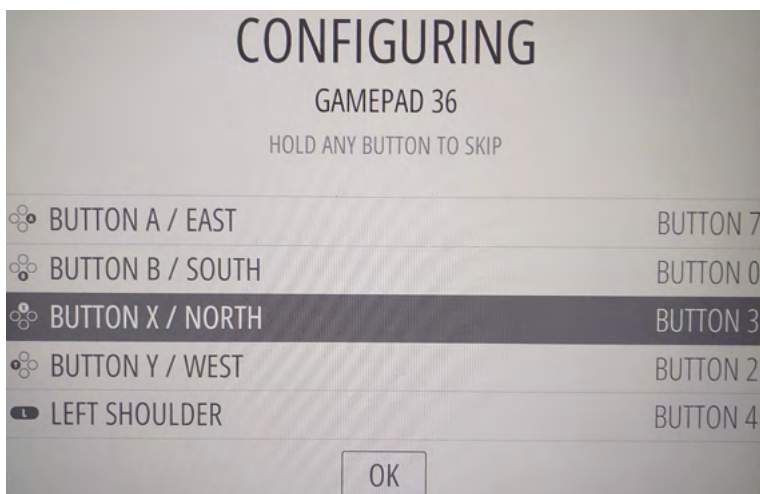 CONFIGURING
GAMEPAD 36
HOLD ANY BUTTON TO SKIP
BUTTON A / EAST BUTTON 7
BUTTON B / SOUTH BUTTON 0
BUTTON X / NORTH BUTTON 3
BUTTON Y / WEST BUTTON 2
L LEFT SHOULDER BUTTON 4
OK